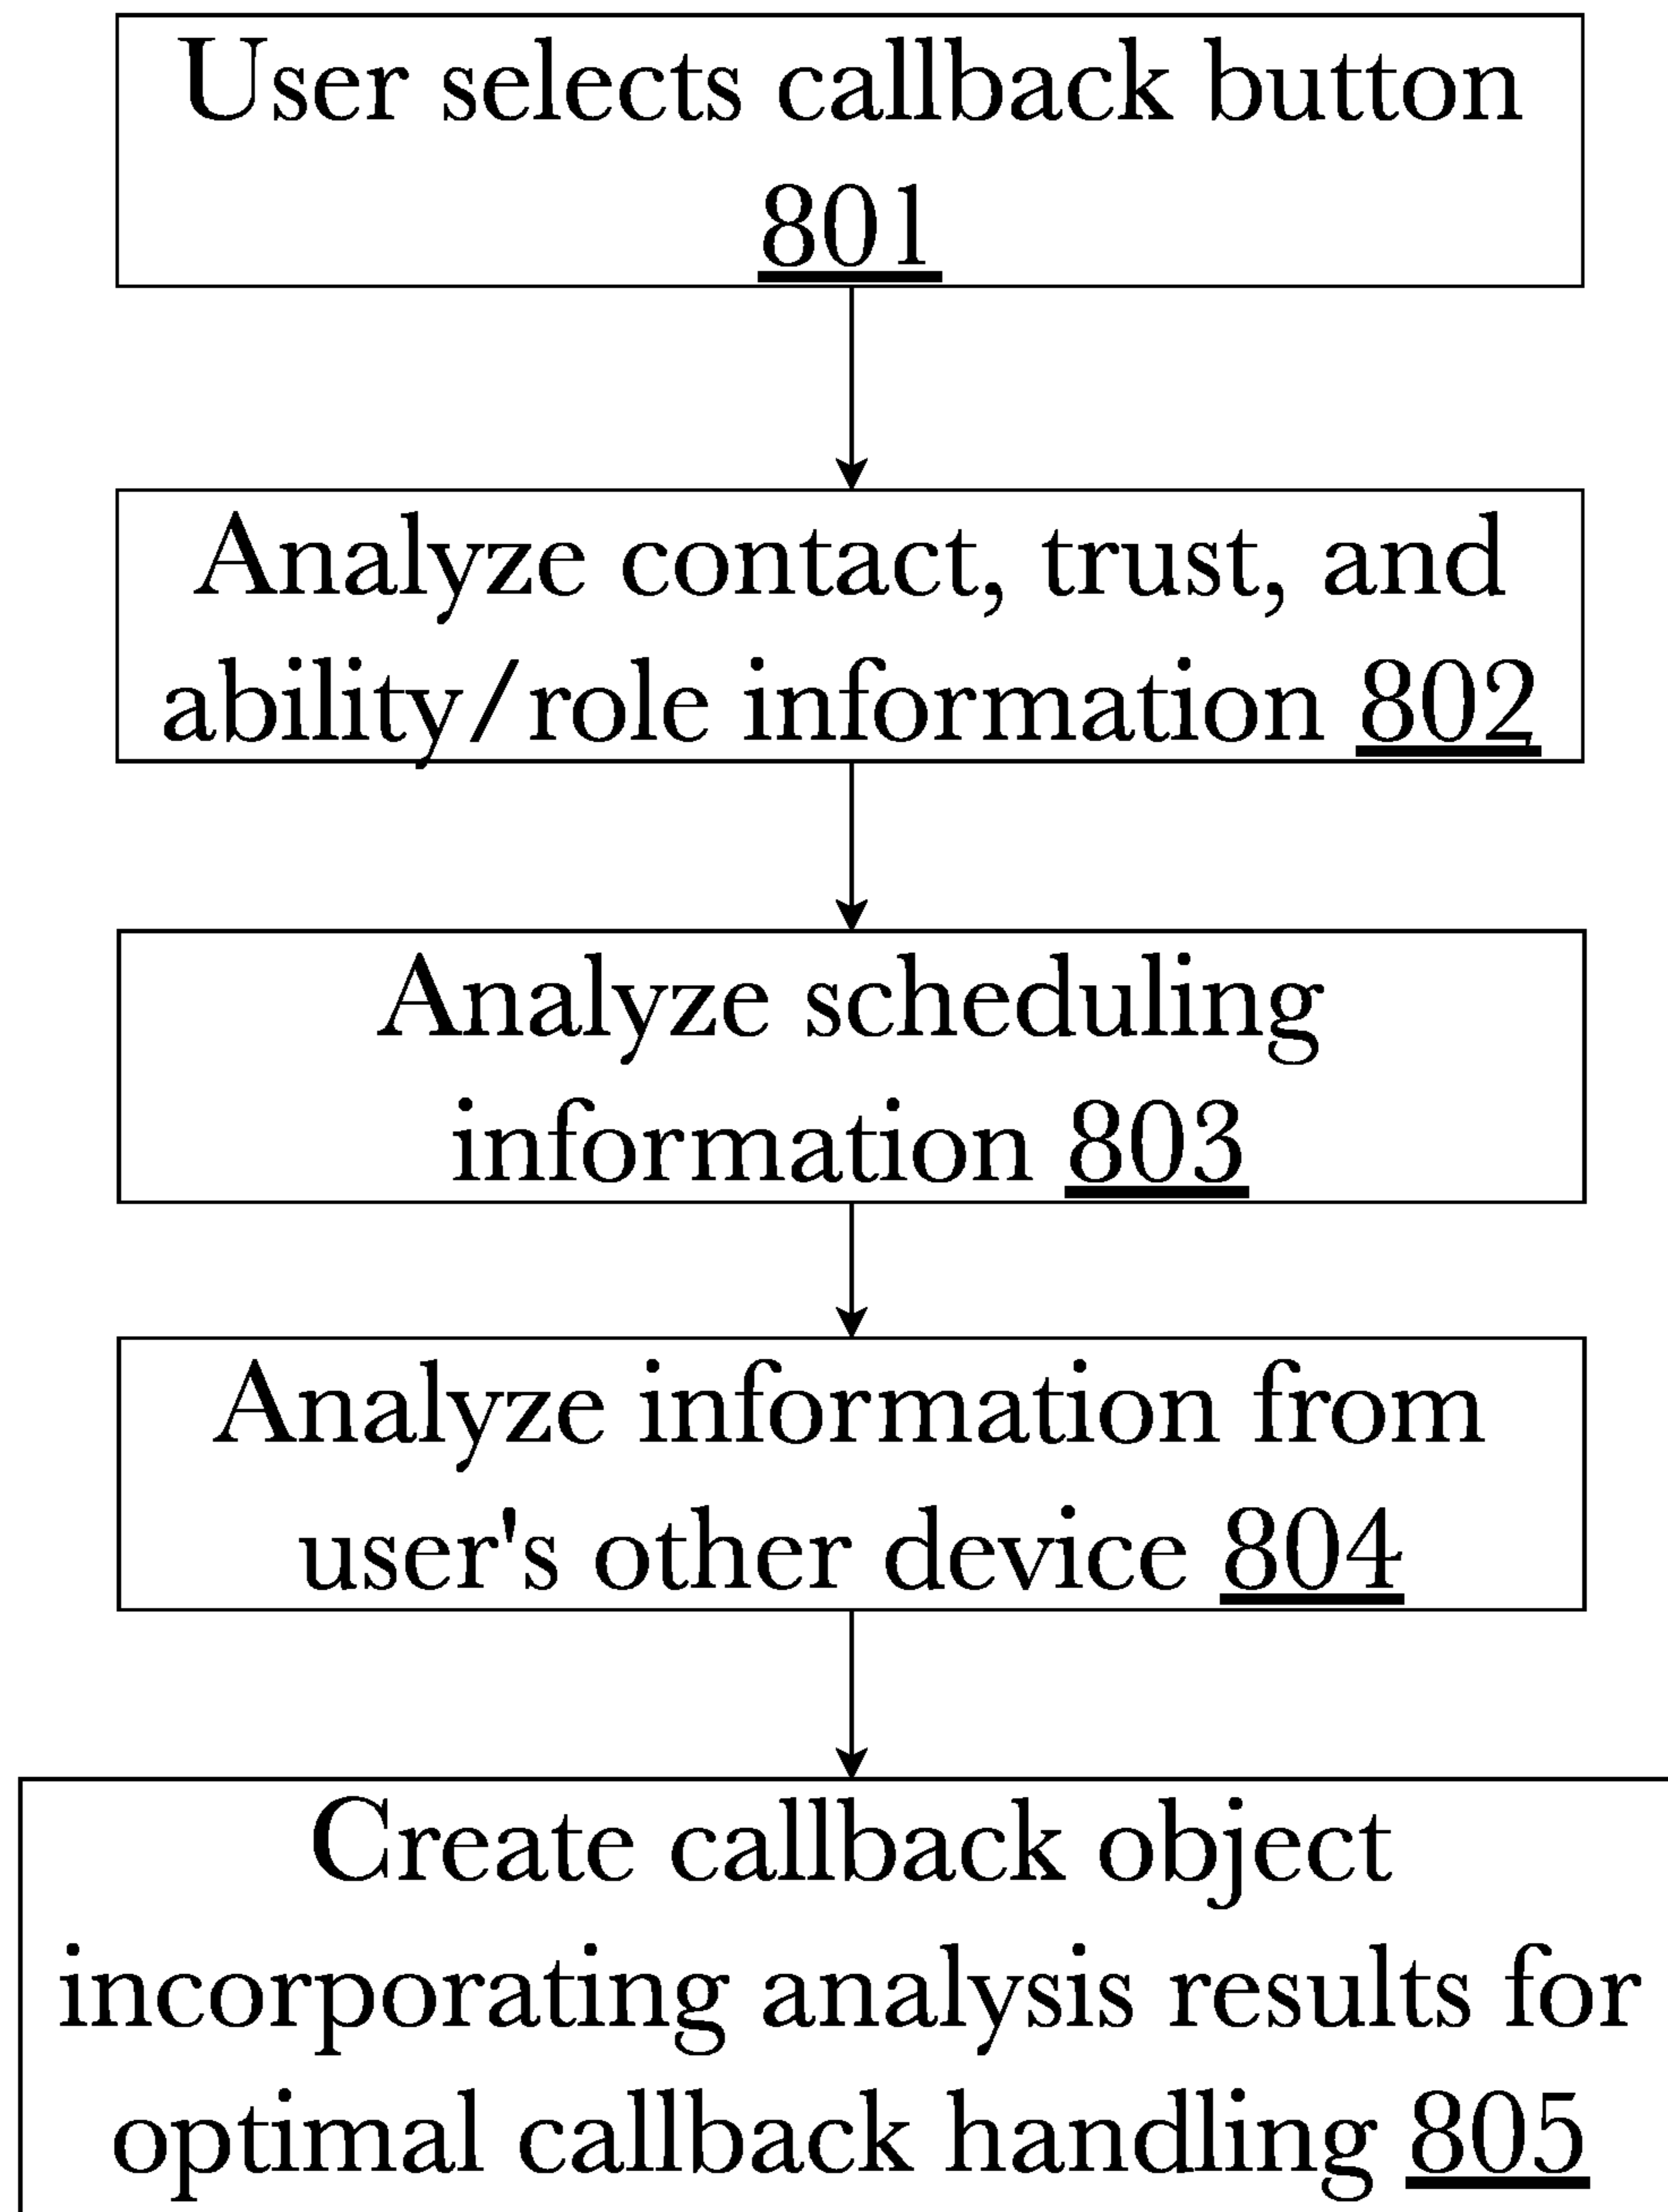 User selects callback button
801
Analyze contact, trust, and
ability/role information 802
Analyze scheduling
information 803
Analyze information from
user's other device 804
Create callback object
incorporating analysis results for
optimal callback handling 805